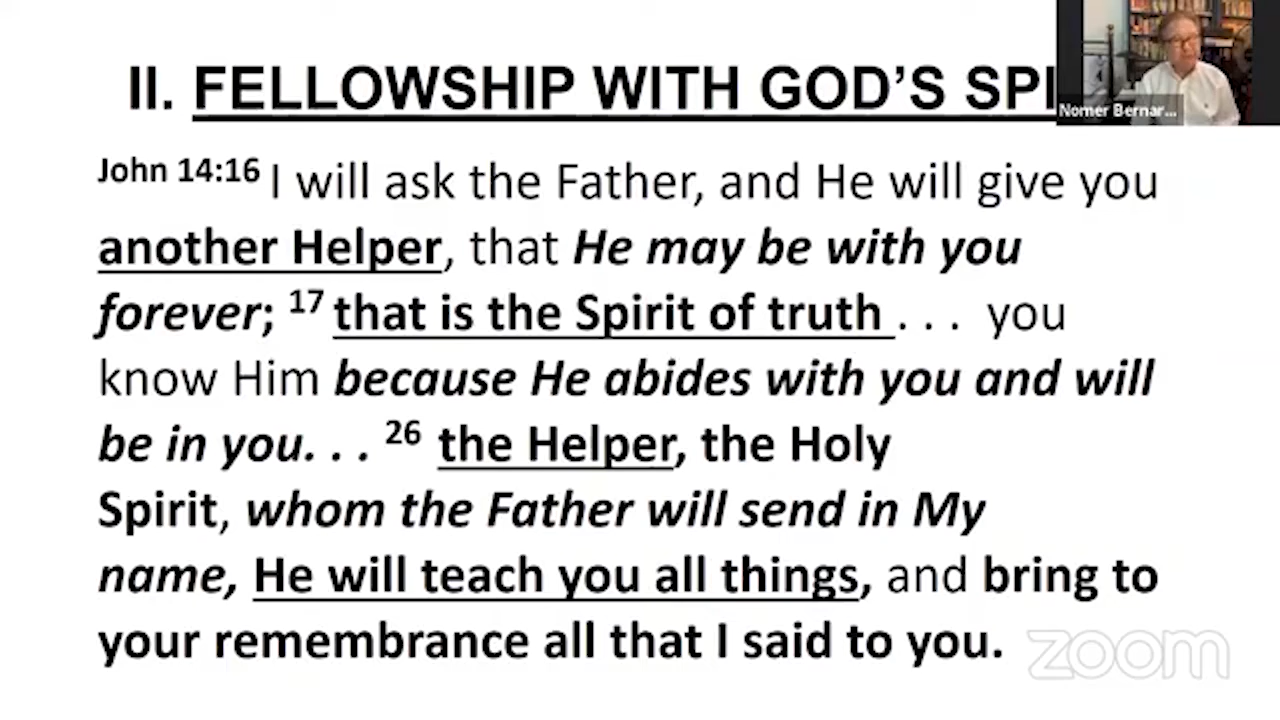 II. FELLOWSHIP WITH GOD'S SPI
Nomer Bernar...
John 14:16 I will ask the Father, and He will give you
another Helper, that He may be with you
forever; 17 that is the Spirit of truth . . . you
know Him because He abides with you and will
be in you. . . 26 the Helper, the Holy
Spirit, whom the Father will send in My
name, He will teach you all things, and bring to
your remembrance all that I said to you.
zoom